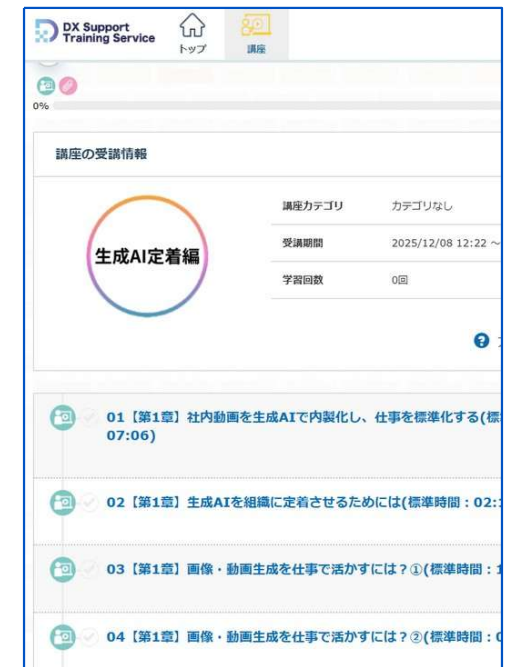 DX Support
Training Service
トップ
講座
0%
講座の受講情報
生成AI定着編
講座カテゴリ カテゴリなし
受講期間 2025/12/08 12:22 ～
学習回数 0回
01【第1章】社内動画を生成AIで内製化し、仕事を標準化する(標
07:06)
02【第1章】生成AIを組織に定着させるためには(標準時間：02:
03【第1章】画像・動画生成を仕事で活かすには？①(標準時間：1
04【第1章】画像・動画生成を仕事で活かすには？②(標準時間：0